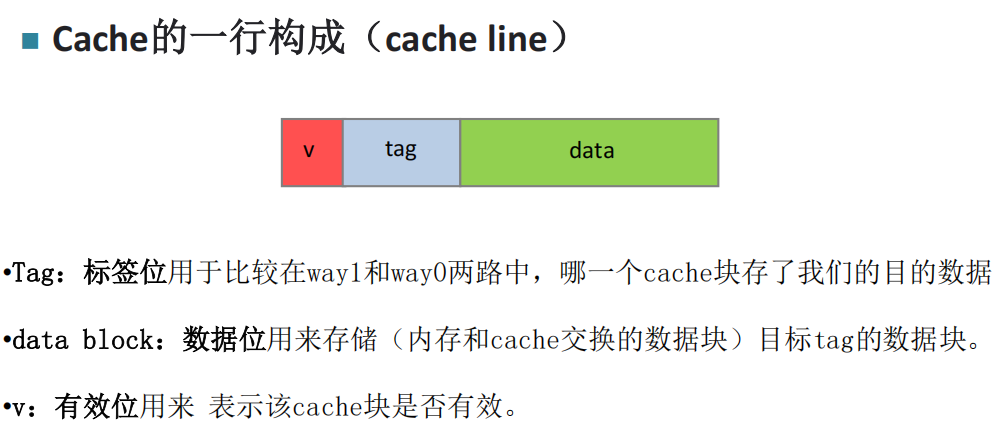 ■ Cache的一行构成（cache line）
v tag data
•Tag：标签位用于比较在way1和way0两路中，哪一个cache块存了我们的目的数据
•data block：数据位用来存储（内存和cache交换的数据块）目标tag的数据块。
•v：有效位用来 表示该cache块是否有效。